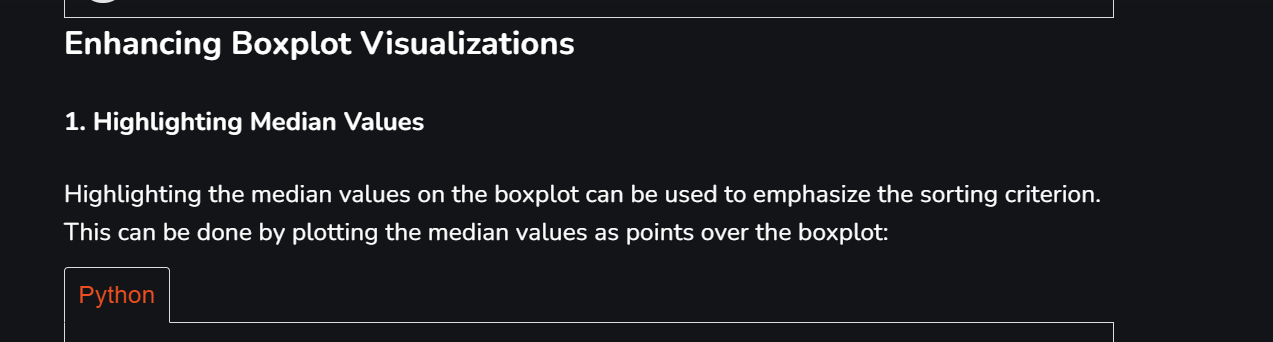 Enhancing Boxplot Visualizations
1. Highlighting Median Values
Highlighting the median values on the boxplot can be used to emphasize the sorting criterion.
This can be done by plotting the median values as points over the boxplot:
Python